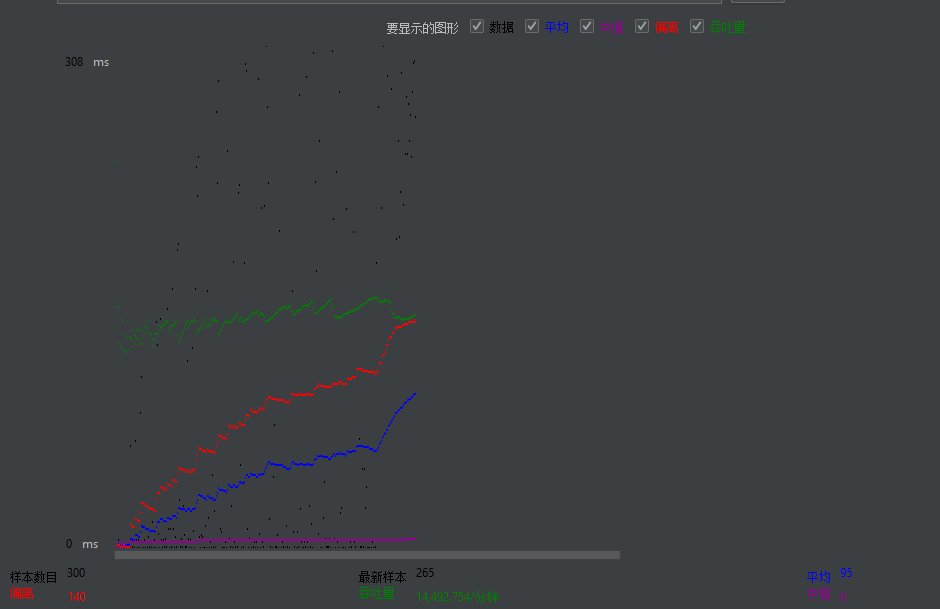 要显示的图形 数据 平均 中值 偏离 吞吐量
308 ms
0 ms
样本数目 300 最新样本 265 平均 95
偏离 140 吞吐量 14,492.754/分钟 中值